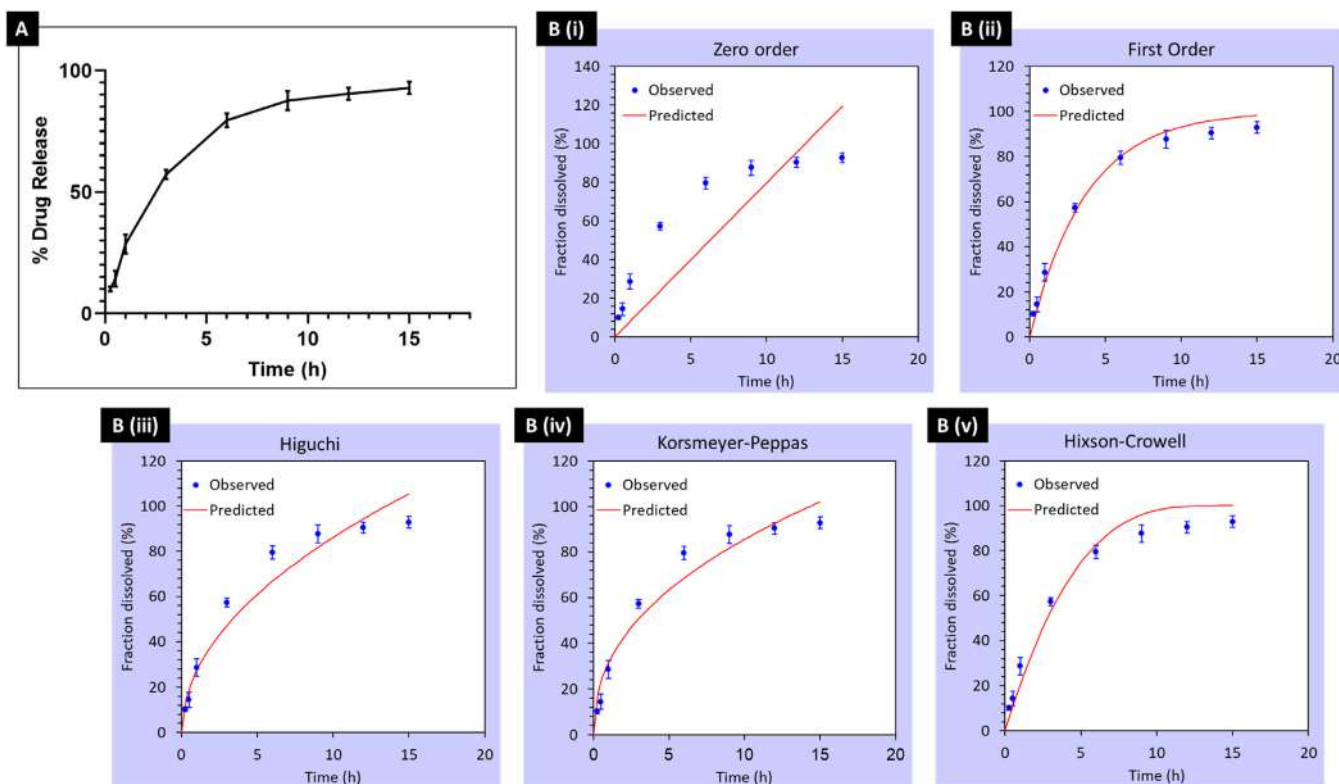 A
% Drug Release
100
50
0
0
5
10
15
Time (h)
B (i)
Zero order
Observed
Predicted
Fraction dissolved (%)
140
120
100
80
60
40
20
0
0
5
10
15
20
Time (h)
B (ii)
First Order
Observed
Predicted
Fraction dissolved (%)
120
100
80
60
40
20
0
0
5
10
15
20
Time (h)
B (iii)
Higuchi
Observed
Predicted
Fraction dissolved (%)
120
100
80
60
40
20
0
0
5
10
15
20
Time (h)
B (iv)
Korsmeyer-Peppas
Observed
Predicted
Fraction dissolved (%)
120
100
80
60
40
20
0
0
5
10
15
20
Time (h)
B (v)
Hixson-Crowell
Observed
Predicted
Fraction dissolved (%)
120
100
80
60
40
20
0
0
5
10
15
20
Time (h)